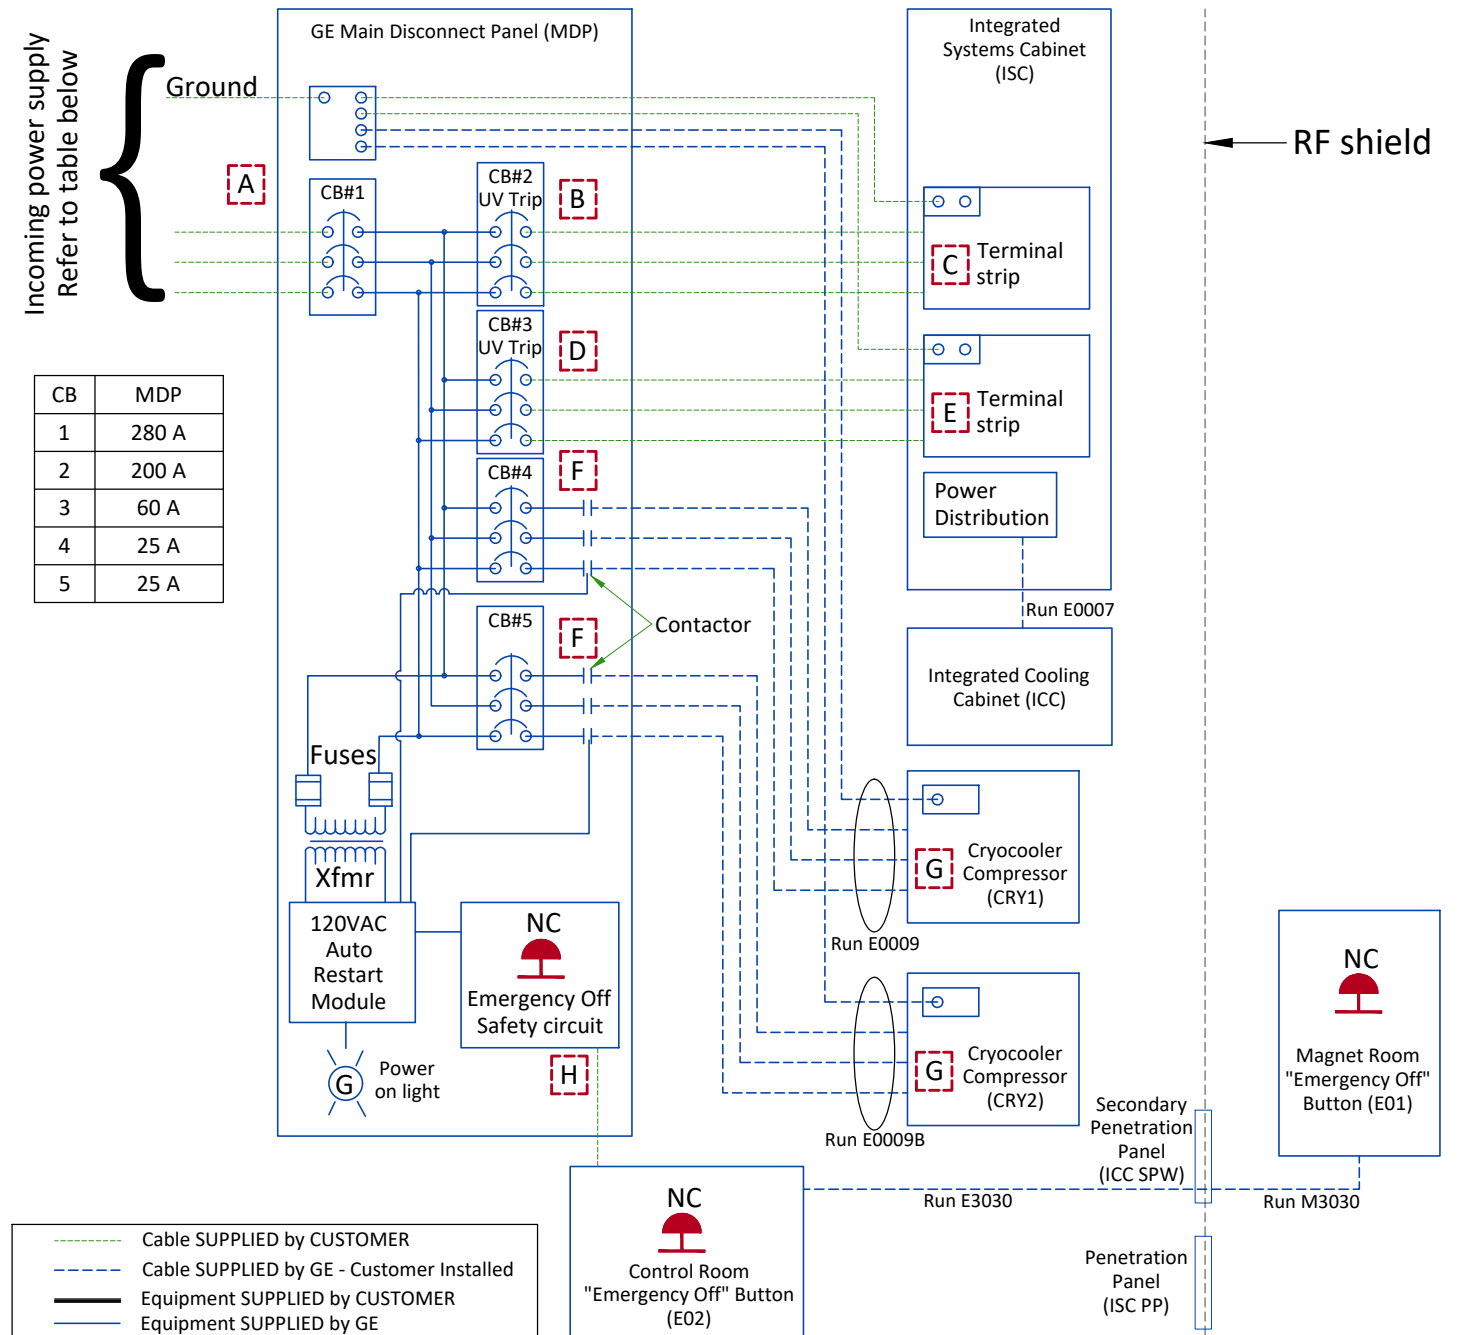 Incoming power supply
Refer to table below
Ground
GE Main Disconnect Panel (MDP)
A
CB#1
CB#2
UV Trip
B
CB#3
UV Trip
D
CB#4
F
CB#5
F
Contactor
Fuses
Xfmr
120VAC
Auto
Restart
Module
NC
Emergency Off
Safety circuit
H
G
Power
on light
CB MDP
1 280 A
2 200 A
3 60 A
4 25 A
5 25 A
Integrated
Systems Cabinet
(ISC)
C
Terminal
strip
E
Terminal
strip
Power
Distribution
Run E0007
Integrated Cooling
Cabinet (ICC)
RF shield
G
Cryocooler
Compressor
(CRY1)
Run E0009
G
Cryocooler
Compressor
(CRY2)
Run E0009B
NC
Magnet Room
"Emergency Off"
Button (E01)
Secondary
Penetration
Panel
(ICC SPW)
Run E3030
Run M3030
NC
Control Room
"Emergency Off" Button
(E02)
Penetration
Panel
(ISC PP)
Cable SUPPLIED by CUSTOMER
Cable SUPPLIED by GE - Customer Installed
Equipment SUPPLIED by CUSTOMER
Equipment SUPPLIED by GE